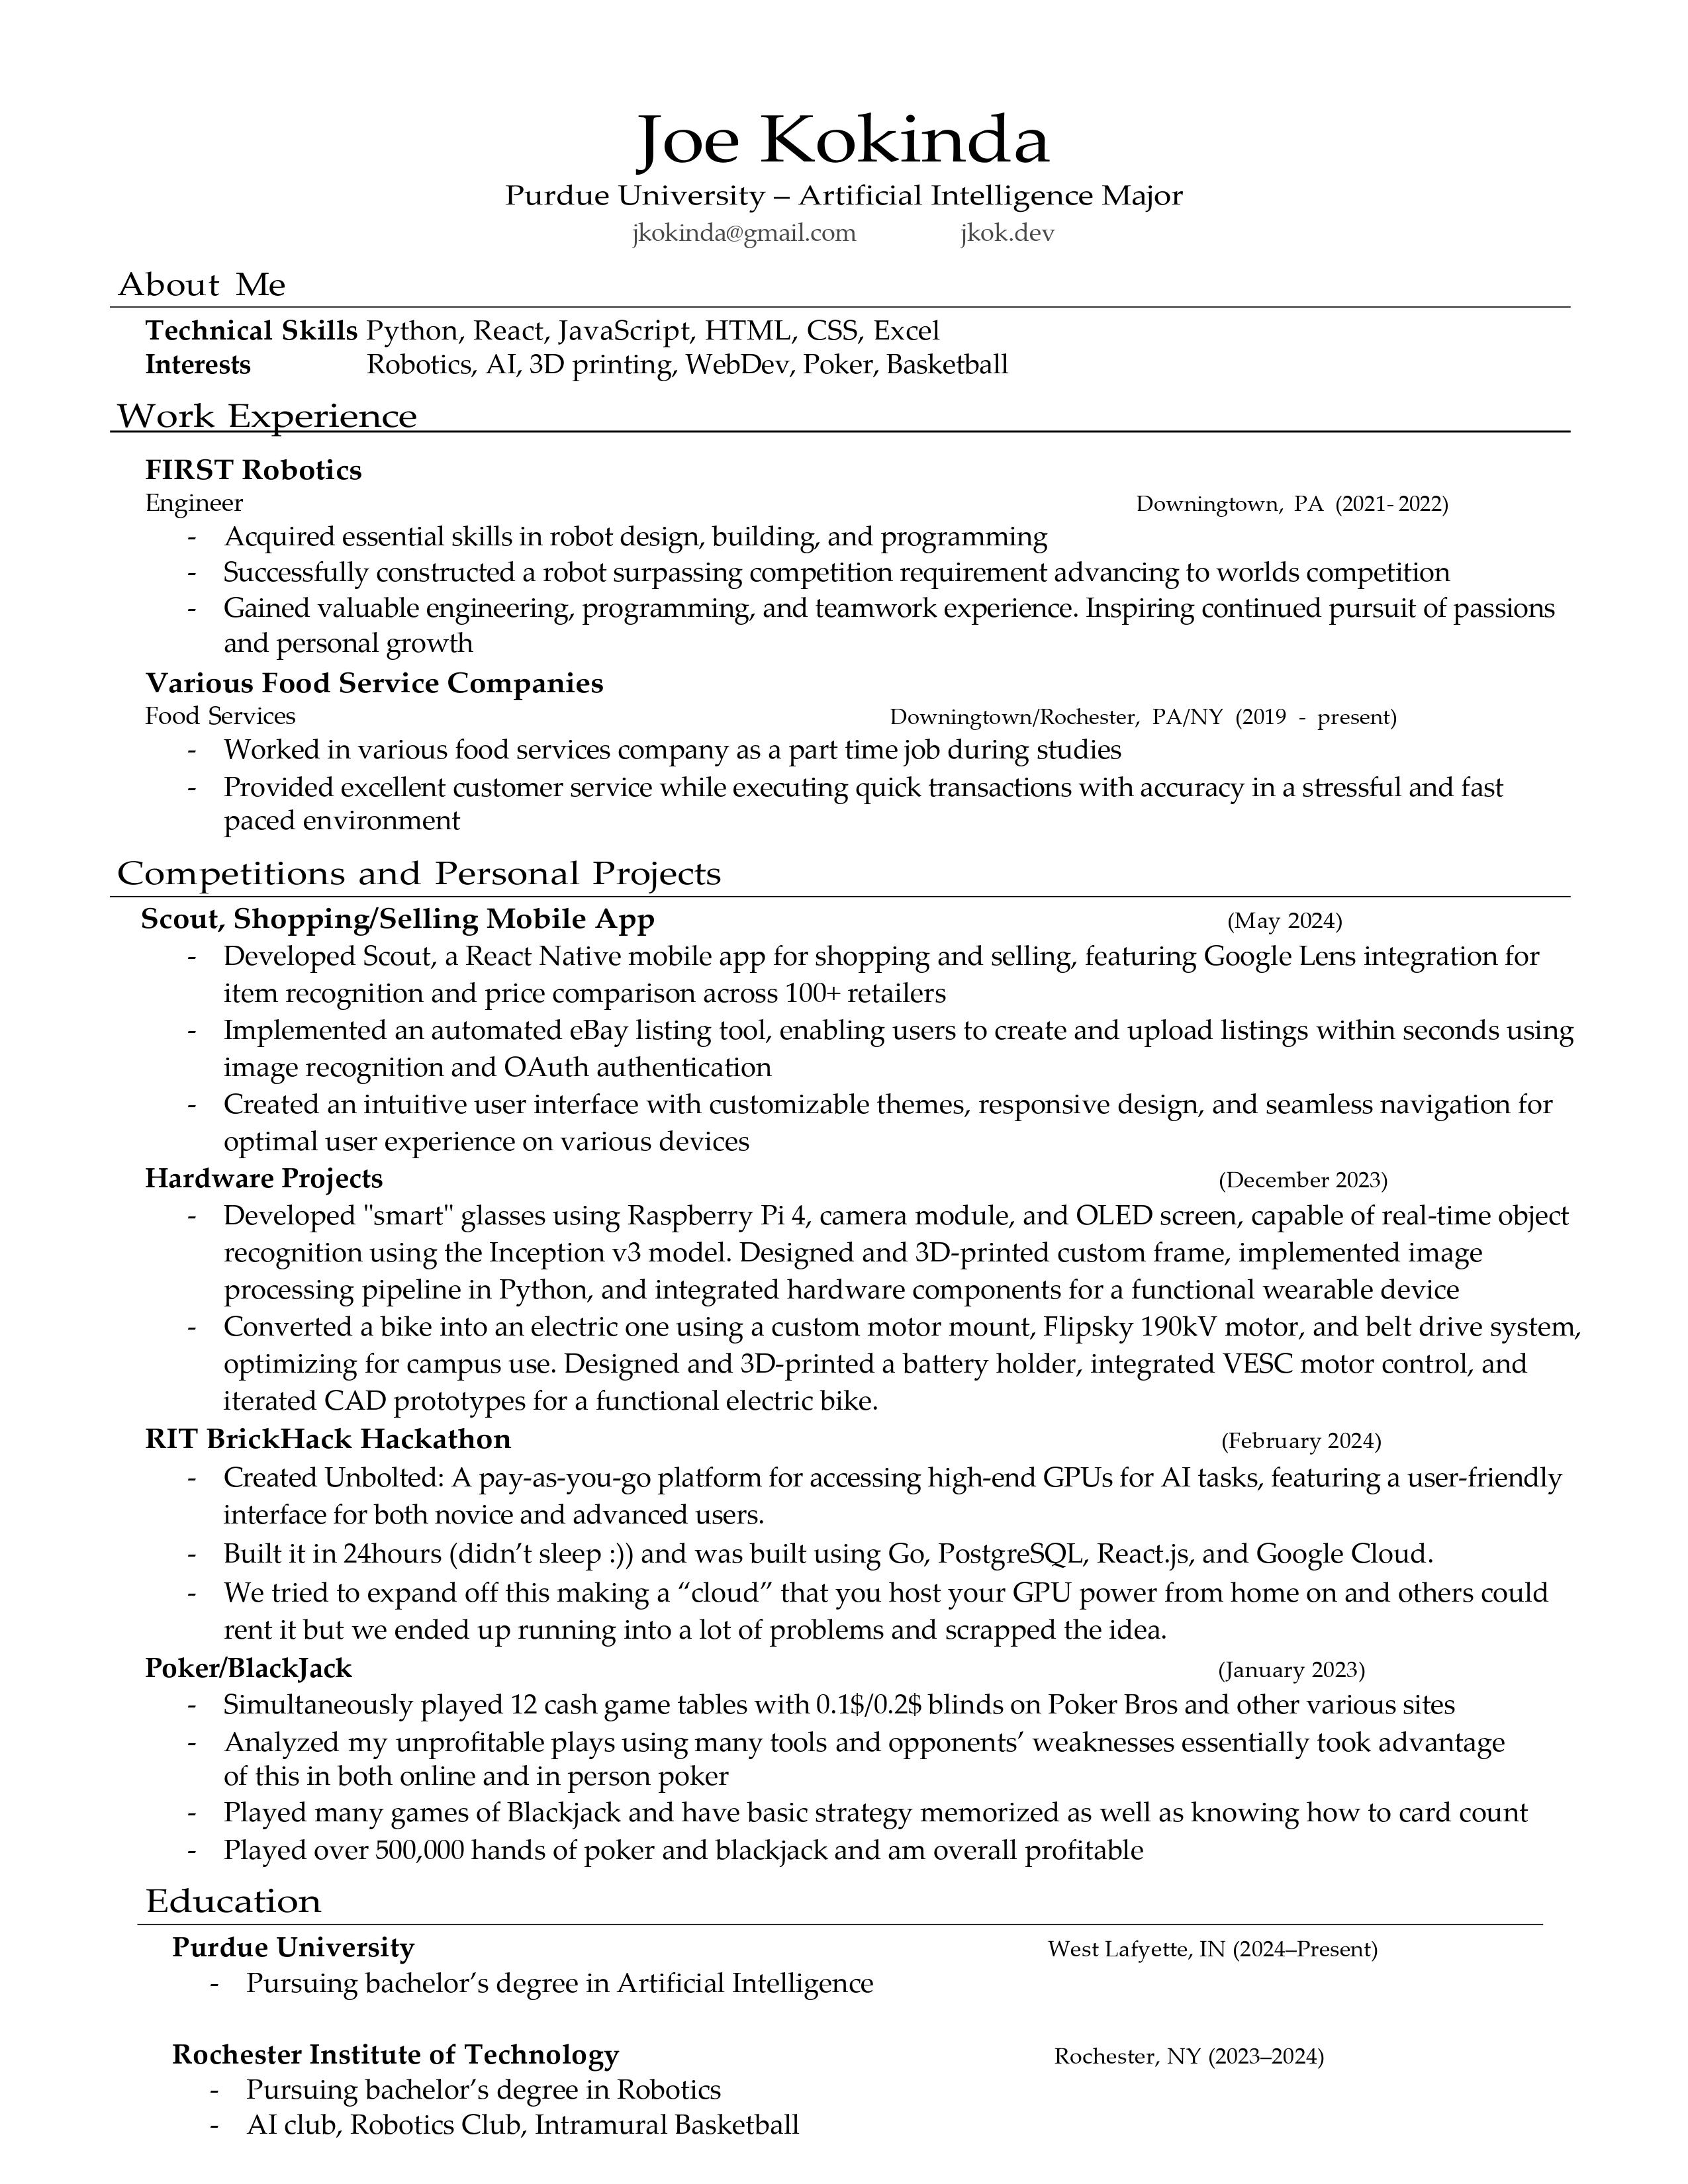 Joe Kokinda
Purdue University – Artificial Intelligence Major
jkokinda@gmail.com jkok.dev
About Me
Technical Skills Python, React, JavaScript, HTML, CSS, Excel
Interests Robotics, AI, 3D printing, WebDev, Poker, Basketball
Work Experience
FIRST Robotics
Engineer Downingtown, PA (2021- 2022)
- Acquired essential skills in robot design, building, and programming
- Successfully constructed a robot surpassing competition requirement advancing to worlds competition
- Gained valuable engineering, programming, and teamwork experience. Inspiring continued pursuit of passions
and personal growth
Various Food Service Companies
Food Services Downingtown/Rochester, PA/NY (2019 - present)
- Worked in various food services company as a part time job during studies
- Provided excellent customer service while executing quick transactions with accuracy in a stressful and fast
paced environment
Competitions and Personal Projects
Scout, Shopping/Selling Mobile App (May 2024)
- Developed Scout, a React Native mobile app for shopping and selling, featuring Google Lens integration for
item recognition and price comparison across 100+ retailers
- Implemented an automated eBay listing tool, enabling users to create and upload listings within seconds using
image recognition and OAuth authentication
- Created an intuitive user interface with customizable themes, responsive design, and seamless navigation for
optimal user experience on various devices
Hardware Projects (December 2023)
- Developed "smart" glasses using Raspberry Pi 4, camera module, and OLED screen, capable of real-time object
recognition using the Inception v3 model. Designed and 3D-printed custom frame, implemented image
processing pipeline in Python, and integrated hardware components for a functional wearable device
- Converted a bike into an electric one using a custom motor mount, Flipsky 190kV motor, and belt drive system,
optimizing for campus use. Designed and 3D-printed a battery holder, integrated VESC motor control, and
iterated CAD prototypes for a functional electric bike.
RIT BrickHack Hackathon (February 2024)
- Created Unbolted: A pay-as-you-go platform for accessing high-end GPUs for AI tasks, featuring a user-friendly
interface for both novice and advanced users.
- Built it in 24hours (didn’t sleep :)) and was built using Go, PostgreSQL, React.js, and Google Cloud.
- We tried to expand off this making a “cloud” that you host your GPU power from home on and others could
rent it but we ended up running into a lot of problems and scrapped the idea.
Poker/BlackJack (January 2023)
- Simultaneously played 12 cash game tables with 0.1$/0.2$ blinds on Poker Bros and other various sites
- Analyzed my unprofitable plays using many tools and opponents’ weaknesses essentially took advantage
of this in both online and in person poker
- Played many games of Blackjack and have basic strategy memorized as well as knowing how to card count
- Played over 500,000 hands of poker and blackjack and am overall profitable
Education
Purdue University West Lafyette, IN (2024–Present)
- Pursuing bachelor’s degree in Artificial Intelligence
Rochester Institute of Technology Rochester, NY (2023–2024)
- Pursuing bachelor’s degree in Robotics
- AI club, Robotics Club, Intramural Basketball